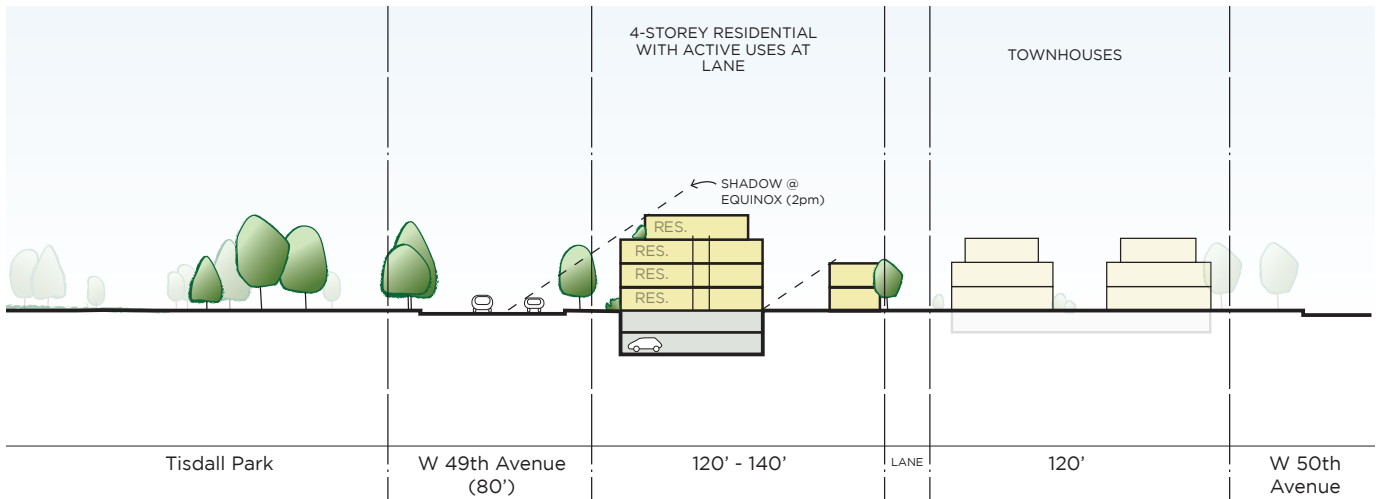 4-STOREY RESIDENTIAL
WITH ACTIVE USES AT
LANE
TOWNHOUSES
SHADOW @
EQUINOX (2pm)
RES.
RES.
RES.
RES.
Tisdall Park
W 49th Avenue
(80')
120' - 140'
LANE
120'
W 50th
Avenue